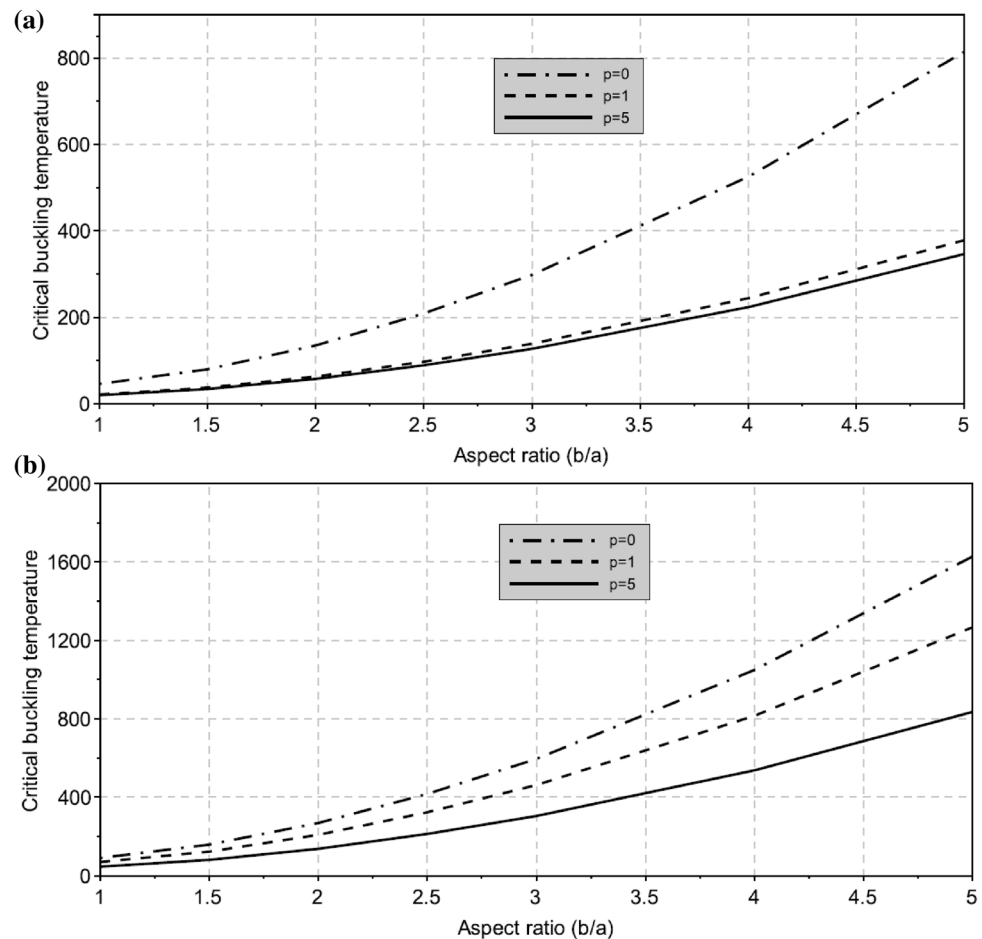 (a)
Critical buckling temperature
800
600
400
200
0
p=0
p=1
p=5
1 1.5 2 2.5 3 3.5 4 4.5 5
Aspect ratio (b/a)
(b)
Critical buckling temperature
2000
1600
1200
800
400
0
p=0
p=1
p=5
1 1.5 2 2.5 3 3.5 4 4.5 5
Aspect ratio (b/a)